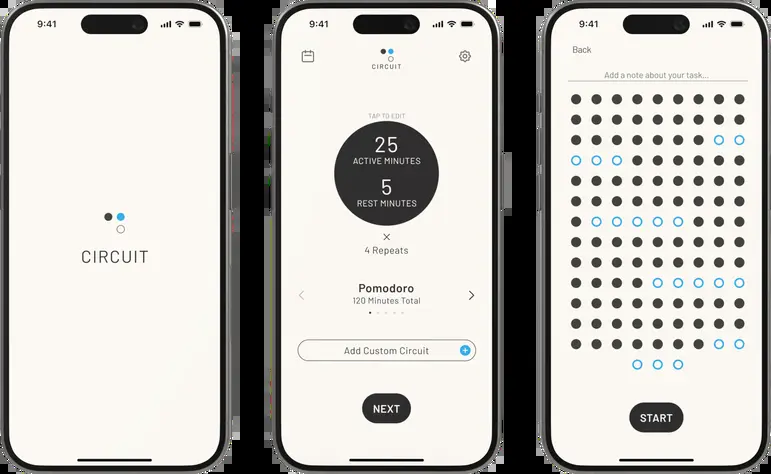 9:41
CIRCUIT
9:41
CIRCUIT
TAP TO EDIT
25
ACTIVE MINUTES
5
REST MINUTES
×
4 Repeats
Pomodoro
120 Minutes Total
Add Custom Circuit
NEXT
9:41
Back
Add a note about your task...
START